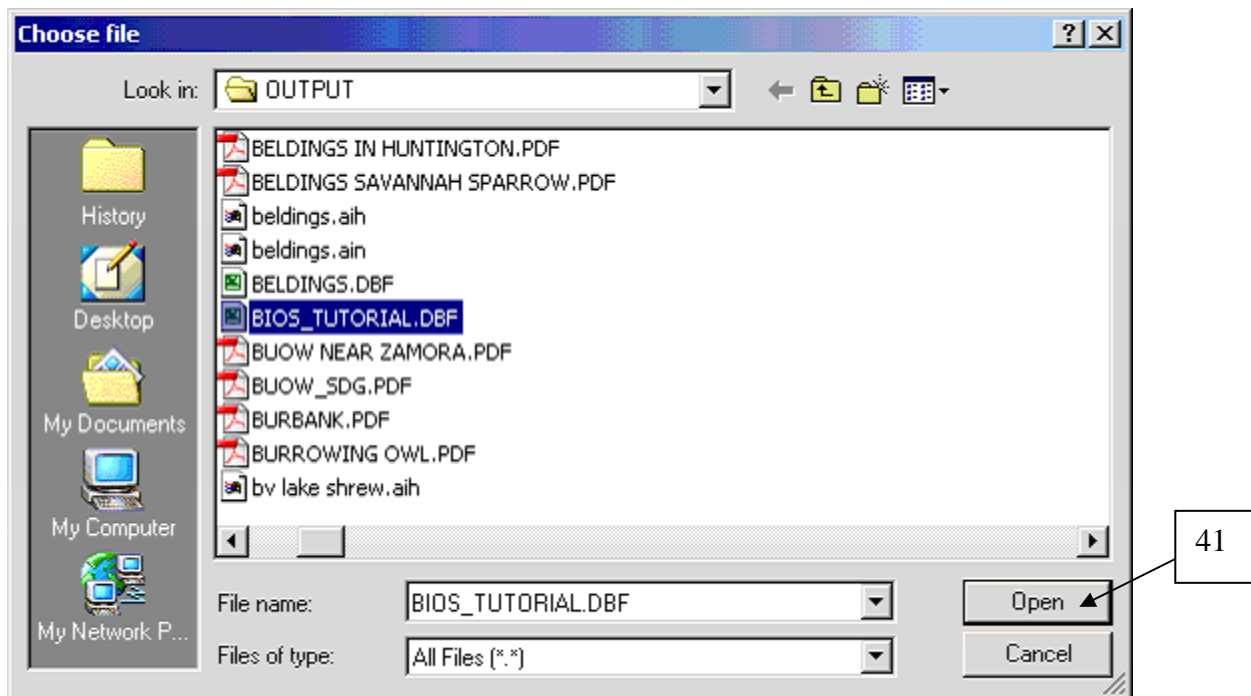 Choose file
Look in: OUTPUT
History
Desktop
My Documents
My Computer
My Network P...
BELDINGS IN HUNTINGTON.PDF
BELDINGS SAVANNAH SPARROW.PDF
beldings.aih
beldings.ain
BELDINGS.DBF
BIOS_TUTORIAL.DBF
BUOW NEAR ZAMORA.PDF
BUOW_SDG.PDF
BURBANK.PDF
BURROWING OWL.PDF
bv lake shrew.aih
File name: BIOS_TUTORIAL.DBF Open
Files of type: All Files (*.*) Cancel
41